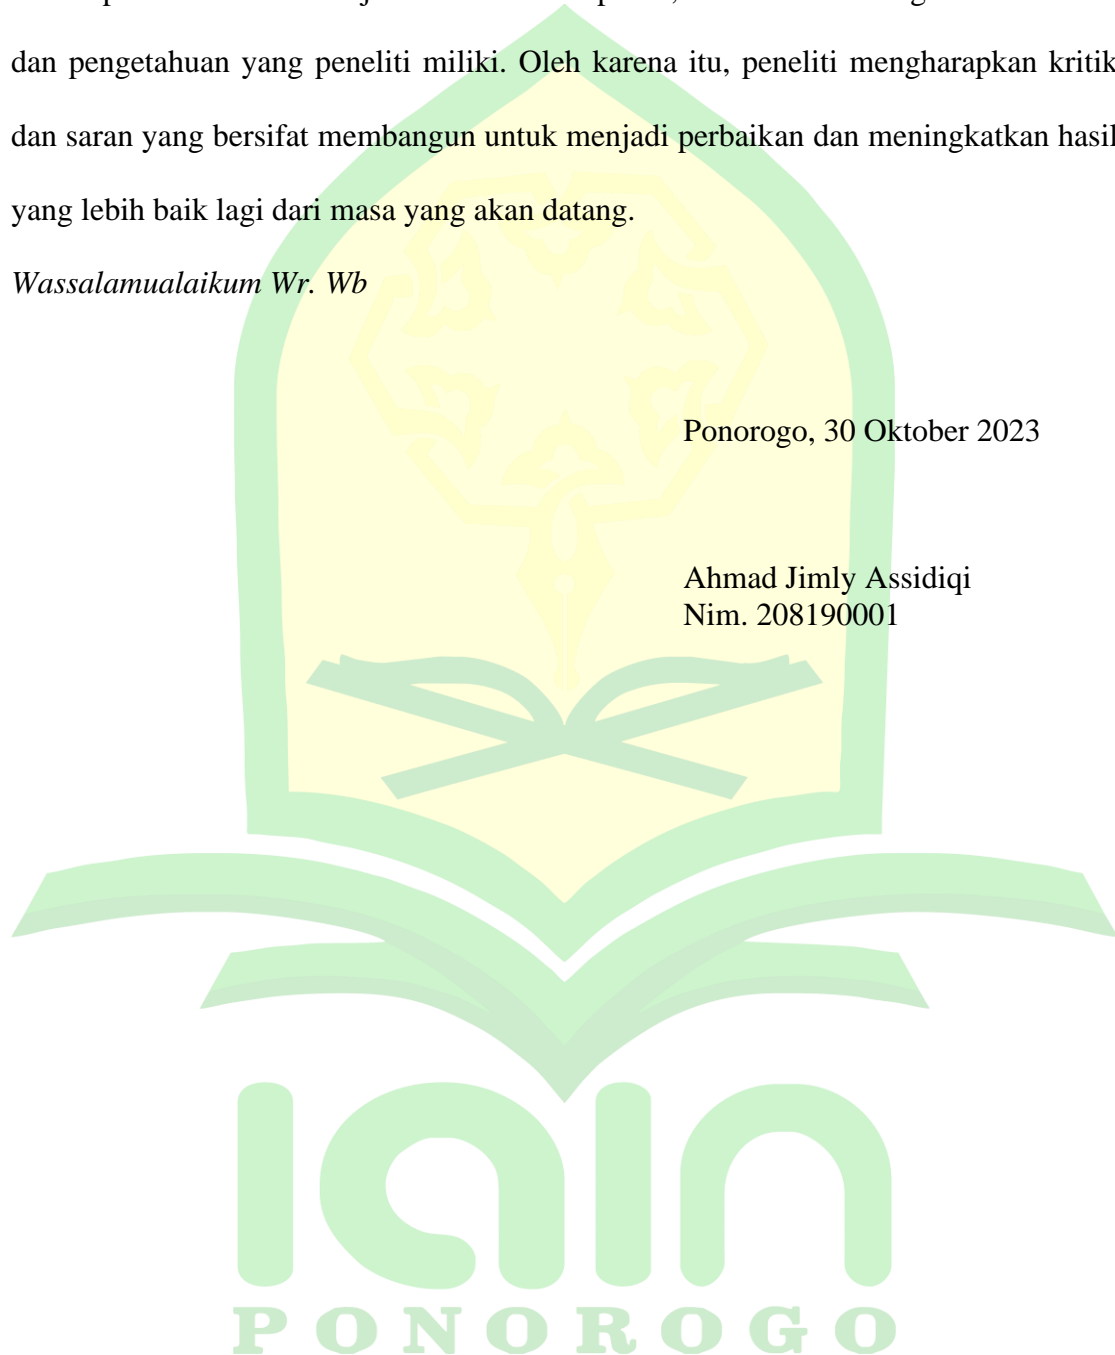 dan pengetahuan yang peneliti miliki. Oleh karena itu, peneliti mengharapkan kritik
dan saran yang bersifat membangun untuk menjadi perbaikan dan meningkatkan hasil
yang lebih baik lagi dari masa yang akan datang.
Wassalamualaikum Wr. Wb
Ponorogo, 30 Oktober 2023
Ahmad Jimly Assidiqi
Nim. 208190001
IAIN
PONOROGO